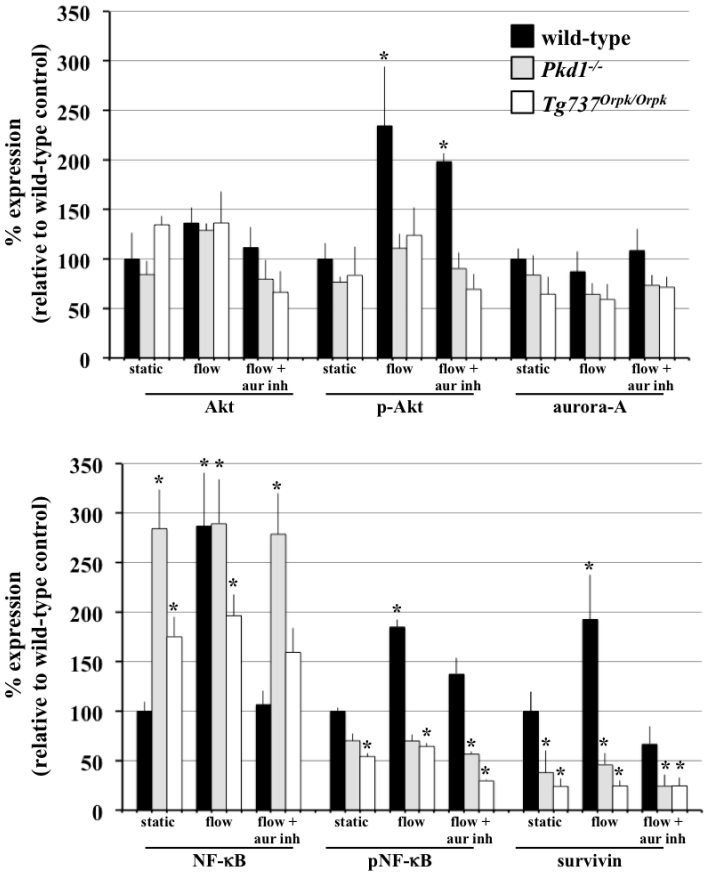 % expression
(relative to wild-type control)
350
300
250
200
150
100
50
0
wild-type
Pkd1-/-
Tg737Orpk/Orpk
*
*
static flow flow + aur inh static flow flow + aur inh static flow flow + aur inh
Akt p-Akt aurora-A
% expression
(relative to wild-type control)
350
300
250
200
150
100
50
0
* * * * * * *
* * * * *
* * * * * * *
static flow flow + aur inh static flow flow + aur inh static flow flow + aur inh
NF-κB pNF-κB survivin